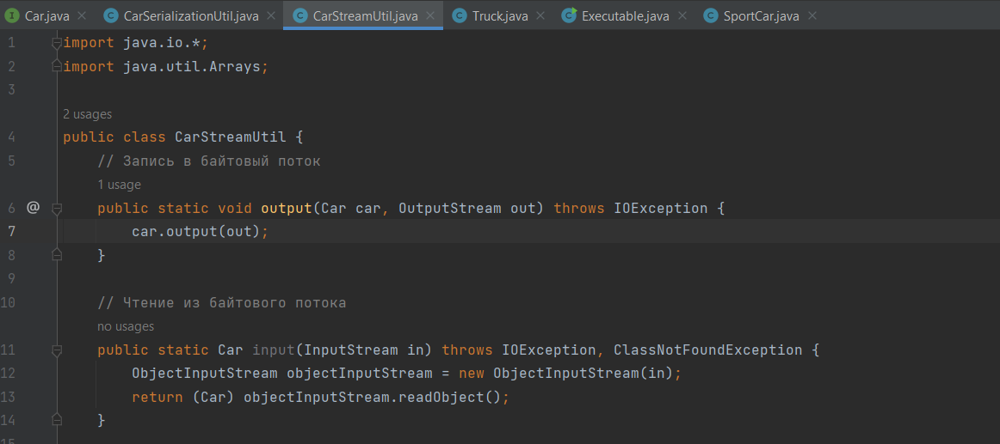 Car.java CarSerializationUtil.java CarStreamUtil.java Truck.java Executable.java SportCar.java
1 import java.io.*;
2 import java.util.Arrays;
3
2 usages
4 public class CarStreamUtil {
5 // Запись в байтовый поток
1 usage
6 @ public static void output(Car car, OutputStream out) throws IOException {
7 car.output(out);
8 }
9
10 // Чтение из байтового потока
no usages
11 public static Car input(InputStream in) throws IOException, ClassNotFoundException {
12 ObjectInputStream objectInputStream = new ObjectInputStream(in);
13 return (Car) objectInputStream.readObject();
14 }
15